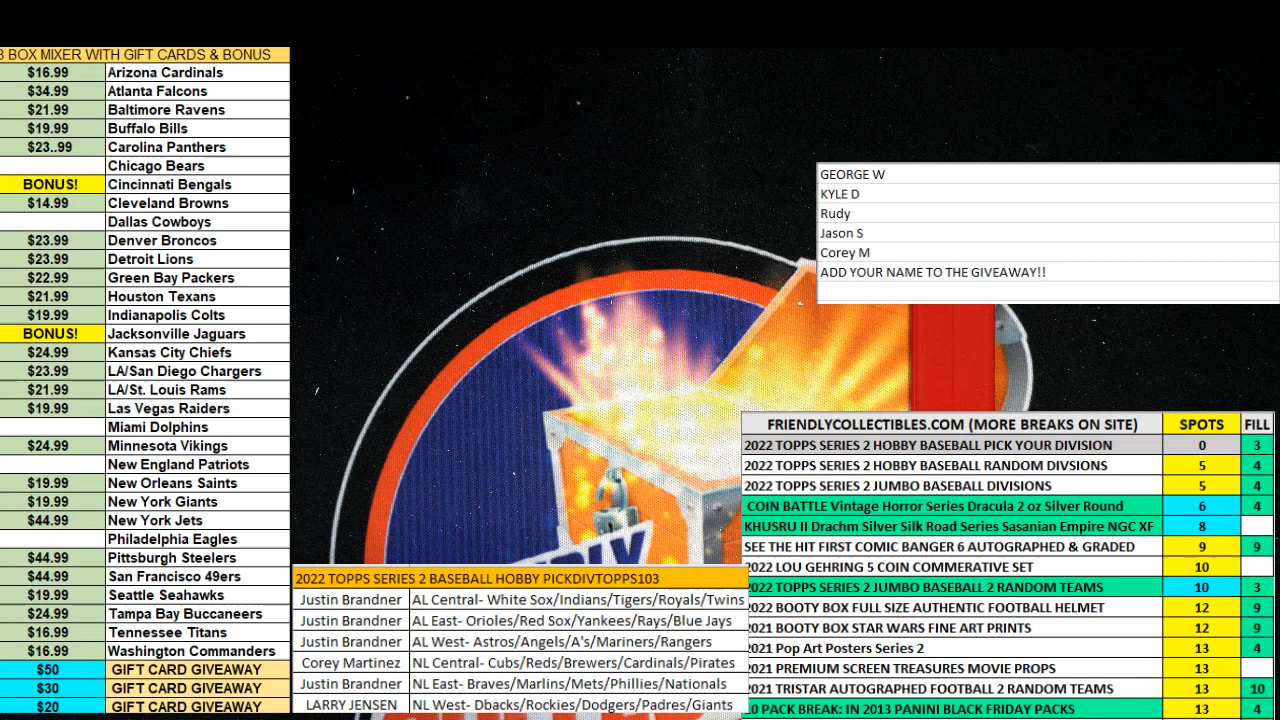 3 BOX MIXER WITH GIFT CARDS & BONUS
$16.99 Arizona Cardinals
$34.99 Atlanta Falcons
$21.99 Baltimore Ravens
$19.99 Buffalo Bills
$23..99 Carolina Panthers
Chicago Bears
BONUS! Cincinnati Bengals
$14.99 Cleveland Browns
Dallas Cowboys
$23.99 Denver Broncos
$23.99 Detroit Lions
$22.99 Green Bay Packers
$21.99 Houston Texans
$19.99 Indianapolis Colts
BONUS! Jacksonville Jaguars
$24.99 Kansas City Chiefs
$23.99 LA/San Diego Chargers
$21.99 LA/St. Louis Rams
$19.99 Las Vegas Raiders
Miami Dolphins
$24.99 Minnesota Vikings
New England Patriots
$19.99 New Orleans Saints
$19.99 New York Giants
$44.99 New York Jets
Philadelphia Eagles
$44.99 Pittsburgh Steelers
$44.99 San Francisco 49ers
$19.99 Seattle Seahawks
$24.99 Tampa Bay Buccaneers
$16.99 Tennessee Titans
$16.99 Washington Commanders
$50 GIFT CARD GIVEAWAY
$30 GIFT CARD GIVEAWAY
$20 GIFT CARD GIVEAWAY
2022 TOPPS SERIES 2 BASEBALL HOBBY PICKDIVTOPPS103
Justin Brandner AL Central- White Sox/Indians/Tigers/Royals/Twins
Justin Brandner AL East- Orioles/Red Sox/Yankees/Rays/Blue Jays
Justin Brandner AL West- Astros/Angels/A's/Mariners/Rangers
Corey Martinez NL Central- Cubs/Reds/Brewers/Cardinals/Pirates
Justin Brandner NL East- Braves/Marlins/Mets/Phillies/Nationals
LARRY JENSEN NL West- Dbacks/Rockies/Dodgers/Padres/Giants
GEORGE W
KYLE D
Rudy
Jason S
Corey M
ADD YOUR NAME TO THE GIVEAWAY!!
FRIENDLYCOLLECTIBLES.COM (MORE BREAKS ON SITE) SPOTS FILL
2022 TOPPS SERIES 2 HOBBY BASEBALL PICK YOUR DIVISION 0 3
2022 TOPPS SERIES 2 HOBBY BASEBALL RANDOM DIVSIONS 5 4
2022 TOPPS SERIES 2 JUMBO BASEBALL DIVISIONS 5 4
COIN BATTLE Vintage Horror Series Dracula 2 oz Silver Round 6 4
KHUSRU II Drachm Silver Silk Road Series Sasanian Empire NGC XF 8
SEE THE HIT FIRST COMIC BANGER 6 AUTOGRAPHED & GRADED 9 9
2022 LOU GEHRING 5 COIN COMMERATIVE SET 10
2022 TOPPS SERIES 2 JUMBO BASEBALL 2 RANDOM TEAMS 10 3
2022 BOOTY BOX FULL SIZE AUTHENTIC FOOTBALL HELMET 12 9
2021 BOOTY BOX STAR WARS FINE ART PRINTS 12 9
2021 Pop Art Posters Series 2 13 4
2021 PREMIUM SCREEN TREASURES MOVIE PROPS 13
2021 TRISTAR AUTOGRAPHED FOOTBALL 2 RANDOM TEAMS 13 10
10 PACK BREAK: IN 2013 PANINI BLACK FRIDAY PACKS 13 4